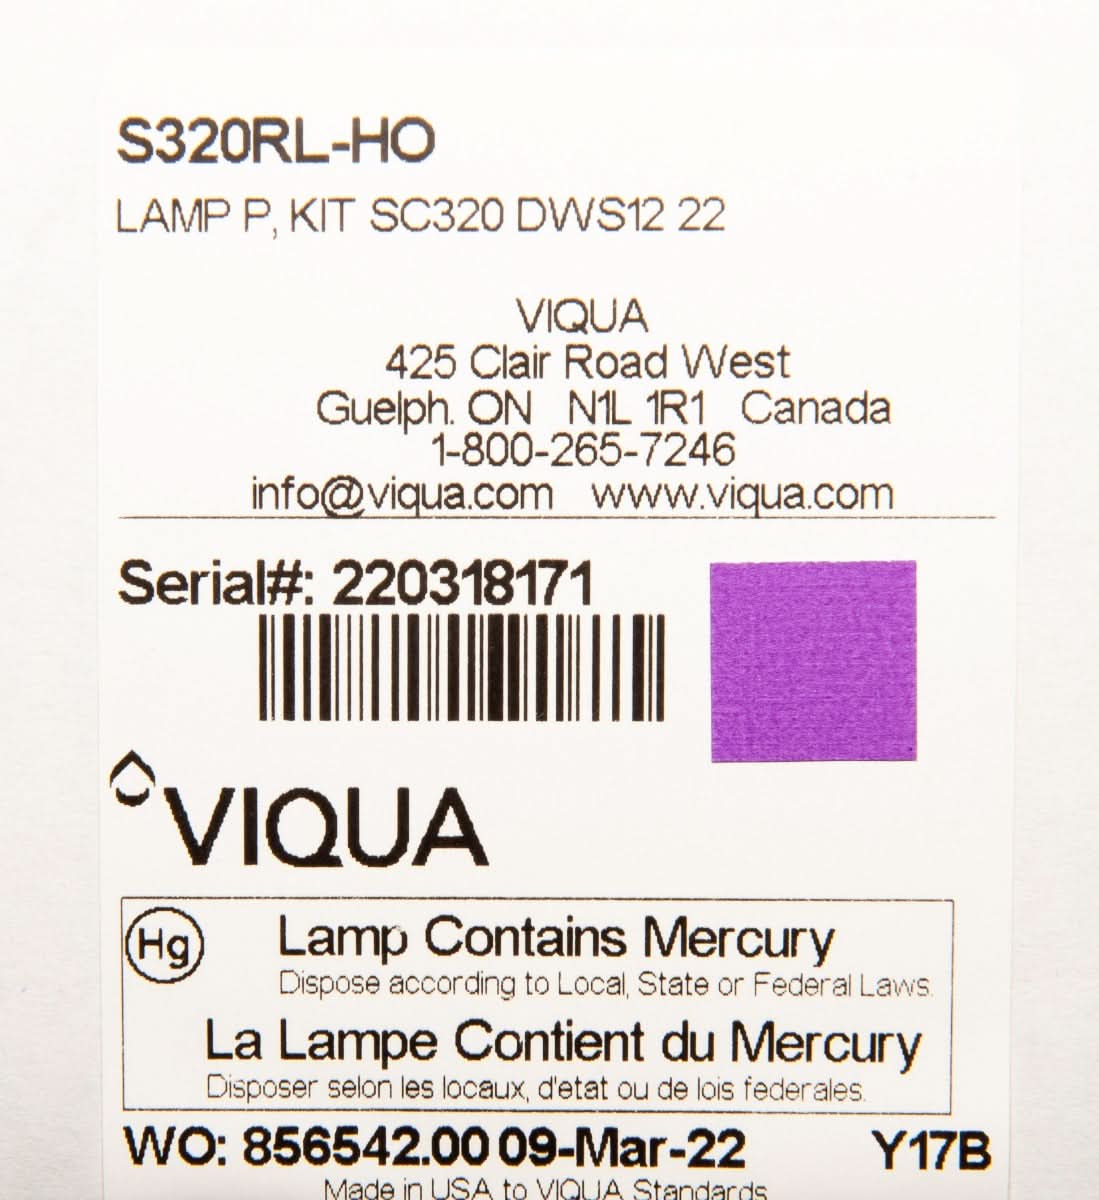 S320RL-HO
LAMP P, KIT SC320 DWS12 22
VIQUA
425 Clair Road West
Guelph. ON N1L 1R1 Canada
1-800-265-7246
info@viqua.com www.viqua.com
Serial#: 220318171
VIQUA
Hg Lamp Contains Mercury
Dispose according to Local, State or Federal Laws.
La Lampe Contient du Mercury
Disposer selon les locaux, d'etat ou de lois federales.
WO: 856542.00 09-Mar-22 Y17B
Made in USA to VIQUA Standards